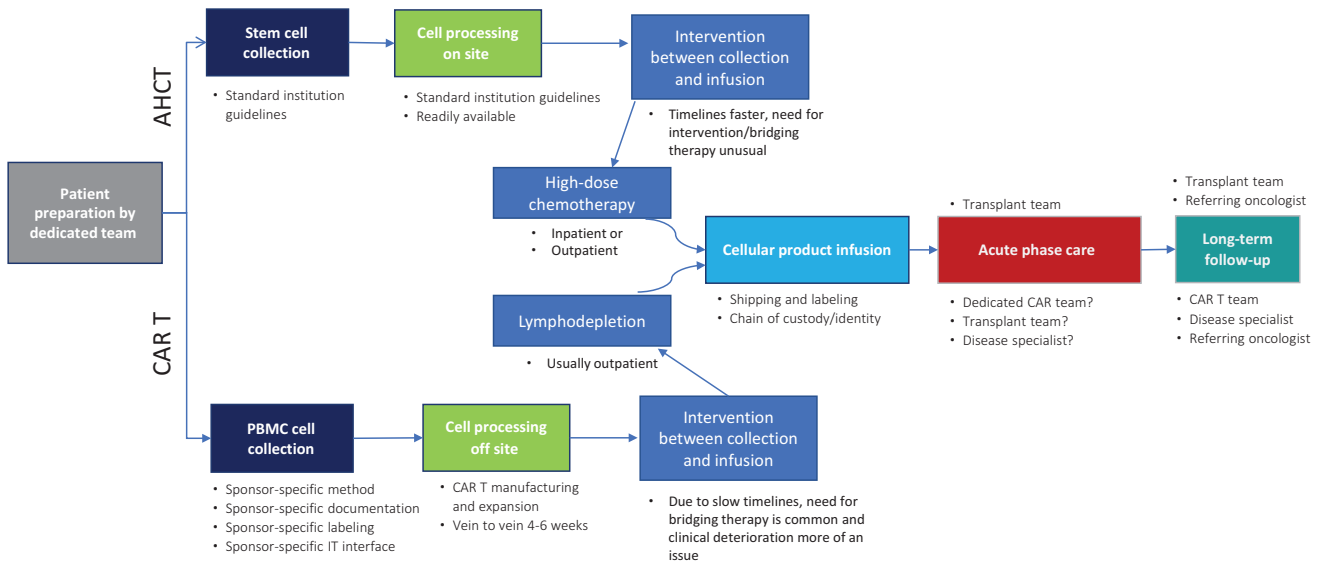 Patient
preparation by
dedicated team
AHCT
Stem cell
collection
• Standard institution
guidelines
Cell processing
on site
• Standard institution guidelines
• Readily available
Intervention
between collection
and infusion
• Timelines faster, need for
intervention/bridging
therapy unusual
High-dose
chemotherapy
• Inpatient or
• Outpatient
CAR T
PBMC cell
collection
• Sponsor-specific method
• Sponsor-specific documentation
• Sponsor-specific labeling
• Sponsor-specific IT interface
Cell processing
off site
• CAR T manufacturing
and expansion
• Vein to vein 4-6 weeks
Intervention
between collection
and infusion
• Due to slow timelines, need for
bridging therapy is common and
clinical deterioration more of an
issue
Lymphodepletion
• Usually outpatient
Cellular product infusion
• Shipping and labeling
• Chain of custody/identity
• Transplant team
Acute phase care
• Dedicated CAR team?
• Transplant team?
• Disease specialist?
• Transplant team
• Referring oncologist
Long-term
follow-up
• CAR T team
• Disease specialist
• Referring oncologist